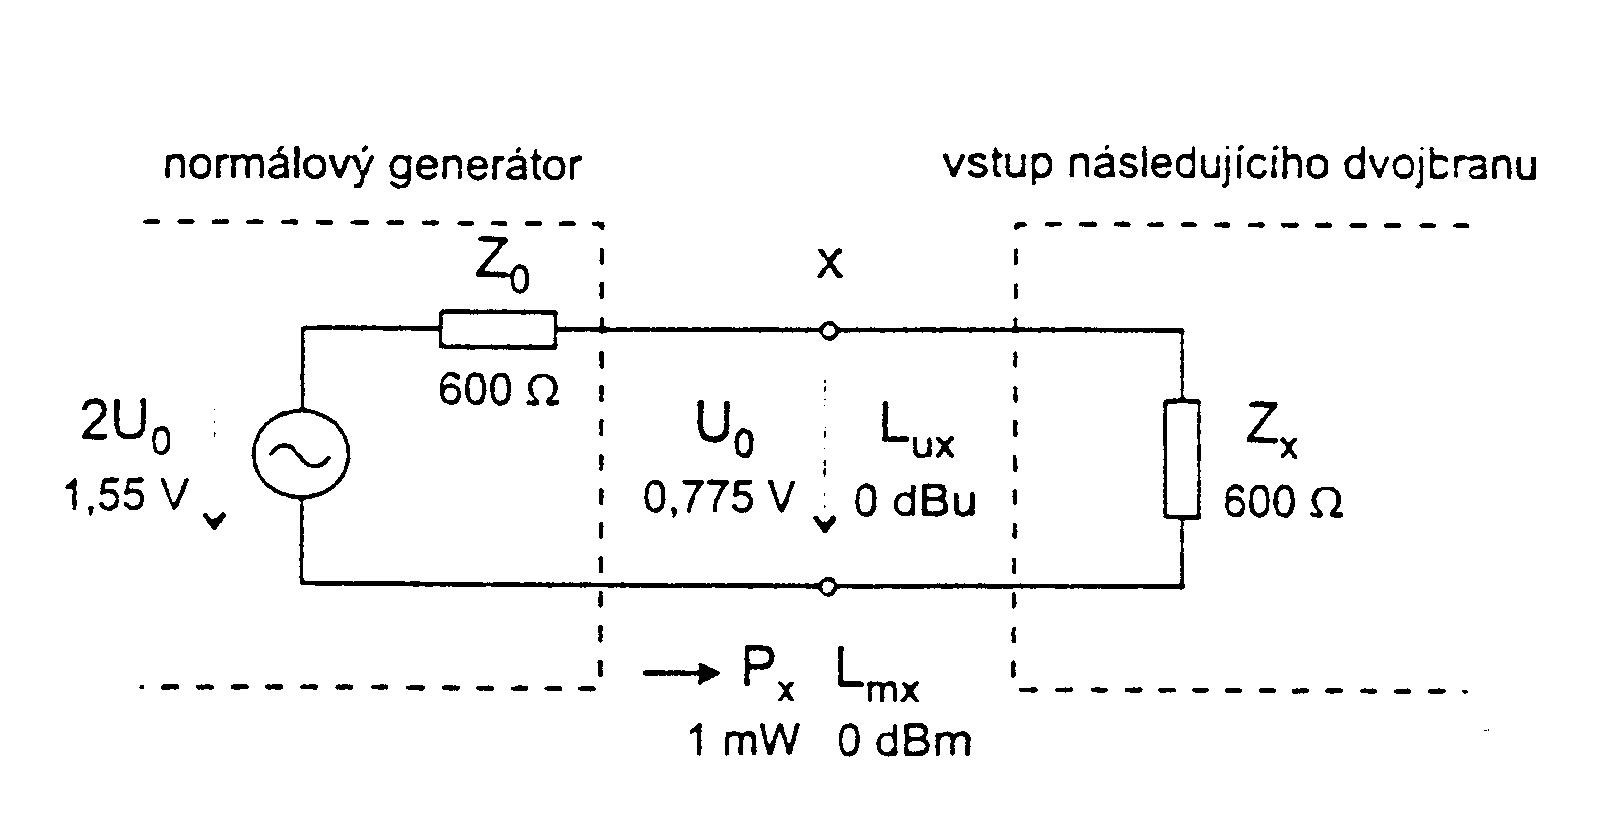 normálový generátor
vstup následujícího dvojbranu
Z0
x
600 Ω
2U0
1,55 V
U0
0,775 V
Lux
0 dBu
Zx
600 Ω
Px Lmx
1 mW 0 dBm